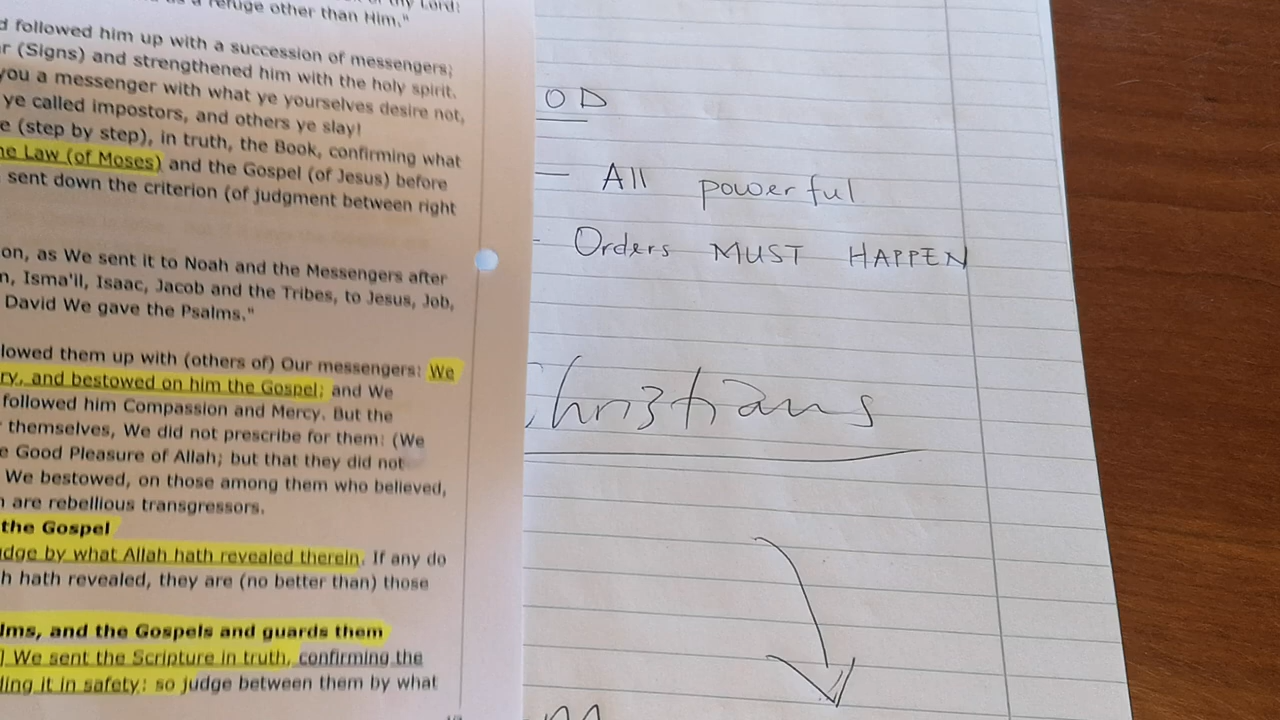 refuge other than Him."
followed him up with a succession of messengers;
(Signs) and strengthened him with the holy spirit.
you a messenger with what ye yourselves desire not,
ye called impostors, and others ye slay!
(step by step), in truth, the Book, confirming what
Law (of Moses) and the Gospel (of Jesus) before
sent down the criterion (of judgment between right
on, as We sent it to Noah and the Messengers after
Isma'il, Isaac, Jacob and the Tribes, to Jesus, Job,
David We gave the Psalms."
lowed them up with (others of) Our messengers: We
ry, and bestowed on him the Gospel; and We
followed him Compassion and Mercy. But the
themselves, We did not prescribe for them: (We
Good Pleasure of Allah; but that they did not
We bestowed, on those among them who believed,
are rebellious transgressors.
the Gospel
udge by what Allah hath revealed therein. If any do
h hath revealed, they are (no better than) those
lms, and the Gospels and guards them
] We sent the Scripture in truth, confirming the
ding it in safety: so judge between them by what
OD
— All powerful
- Orders MUST HAPPEN
Christians